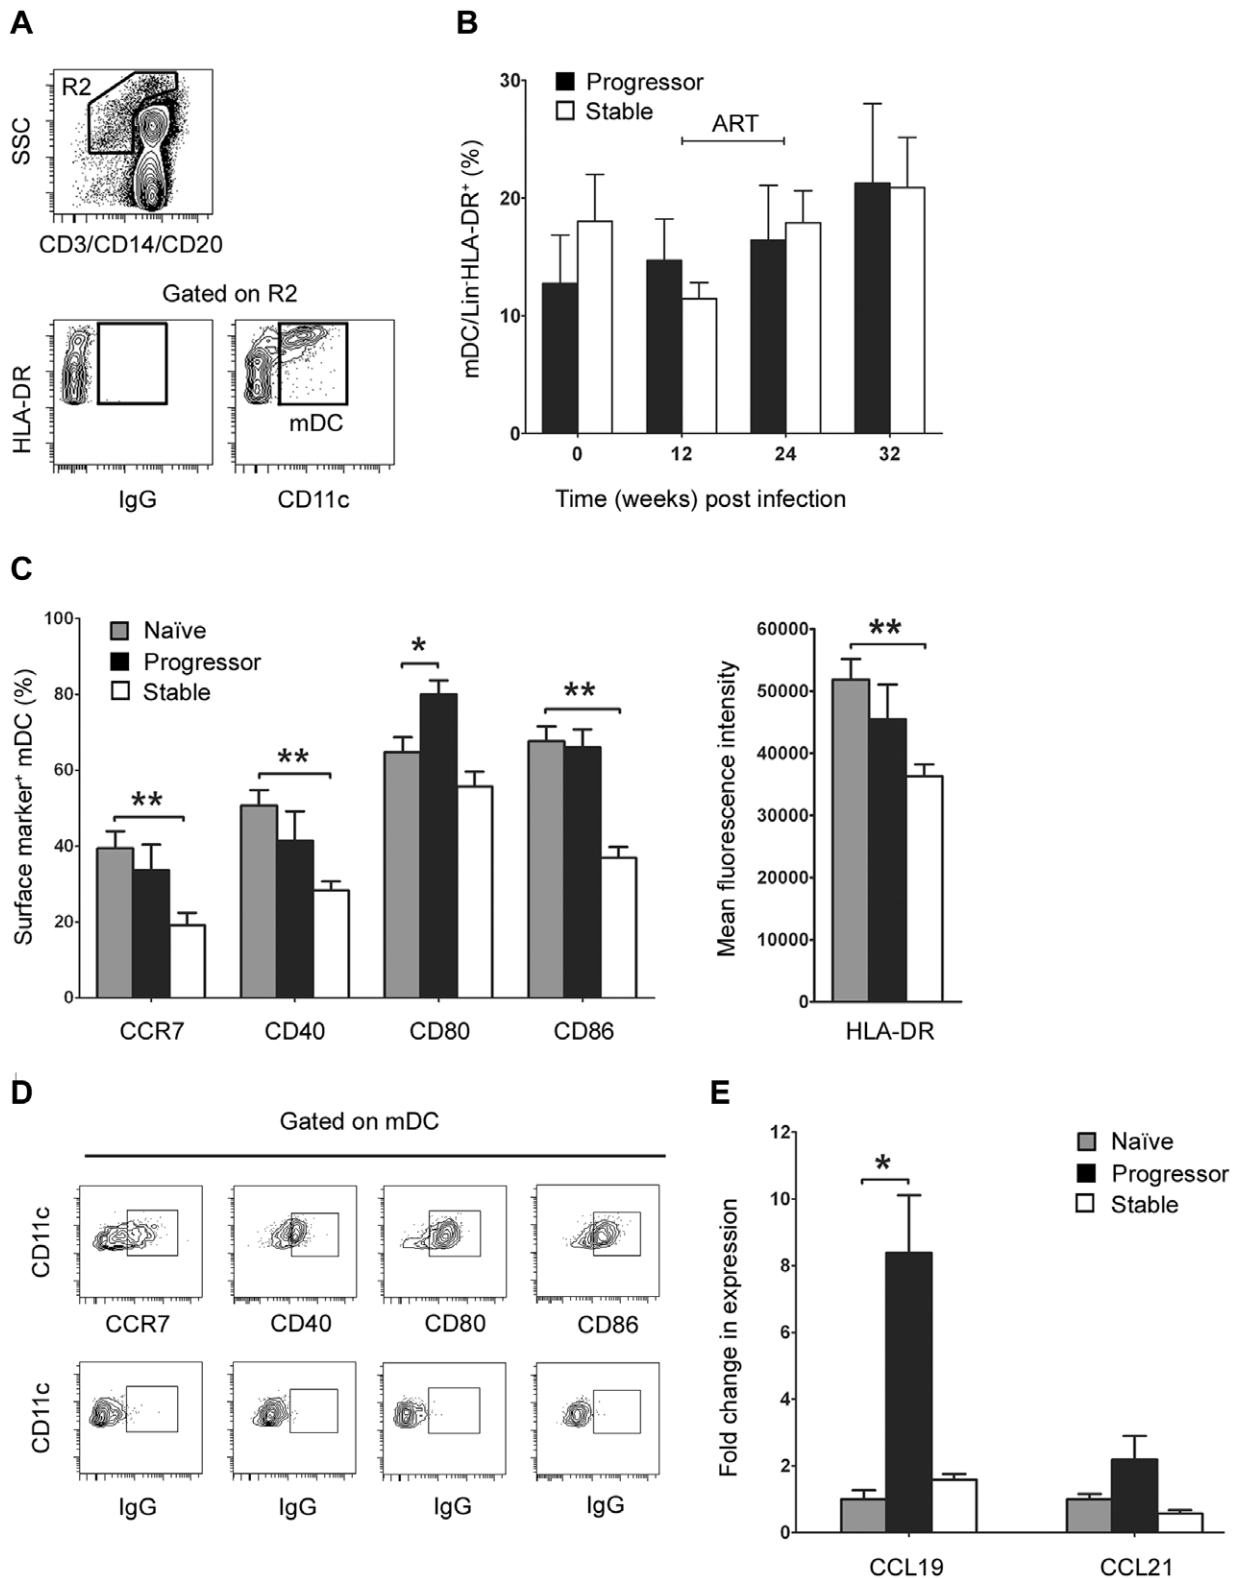 A
R2
SSC
CD3/CD14/CD20
Gated on R2
HLA-DR
mDC
IgG
CD11c
B
Progressor
Stable
ART
30
20
10
0
mDC/Lin-HLA-DR+ (%)
0 12 24 32
Time (weeks) post infection
C
Naïve
Progressor
Stable
100
80
60
40
20
0
Surface marker+ mDC (%)
** ** * **
CCR7 CD40 CD80 CD86
60000
50000
40000
30000
20000
10000
0
Mean fluorescence intensity
**
HLA-DR
D
Gated on mDC
CD11c
CCR7 CD40 CD80 CD86
CD11c
IgG IgG IgG IgG
E
Naïve
Progressor
Stable
12
10
8
6
4
2
0
Fold change in expression
*
CCL19 CCL21